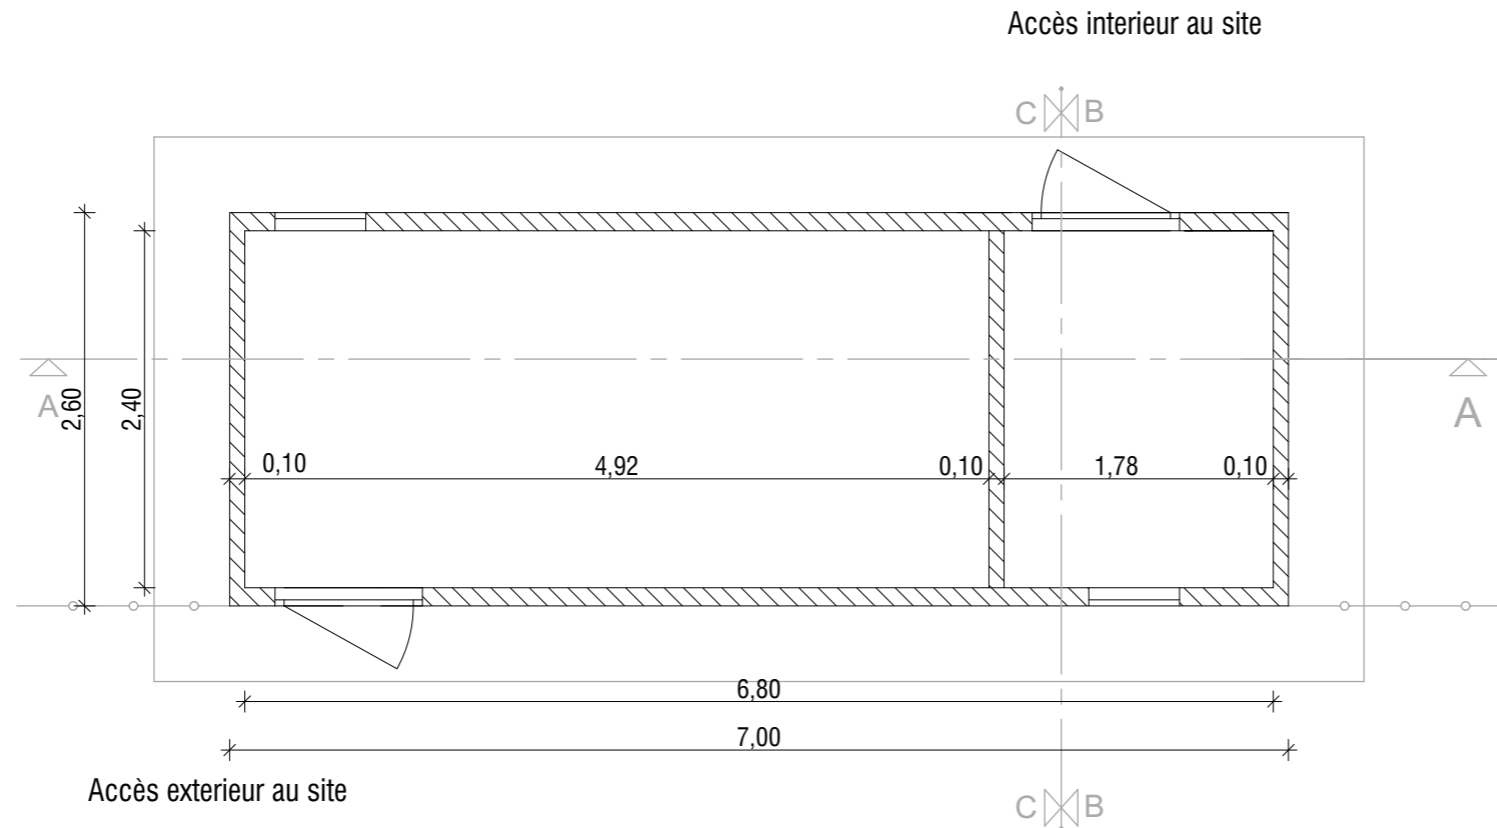 Accès interieur au site
C B
A
2,60
2,40
A
0,10
4,92
0,10
1,78
0,10
6,80
7,00
Accès exterieur au site
C B